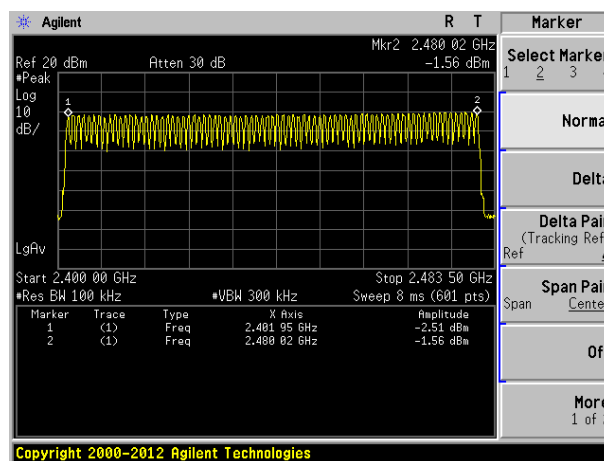 Agilent R T Marker
Mkr2 2.480 02 GHz
Ref 20 dBm Atten 30 dB -1.56 dBm
#Peak
Log
10
dB/
1
2
LgAv
Start 2.400 00 GHz Stop 2.483 50 GHz
#Res BW 100 kHz #VBW 300 kHz Sweep 8 ms (601 pts)
Marker Trace Type X Axis Amplitude
1 (1) Freq 2.401 95 GHz -2.51 dBm
2 (1) Freq 2.480 02 GHz -1.56 dBm
Select Marker
1 2 3
Norma
Delta
Delta Pai
(Tracking Ref
Ref
Span Pai
Span Cente
Of
More
1 of
Copyright 2000-2012 Agilent Technologies